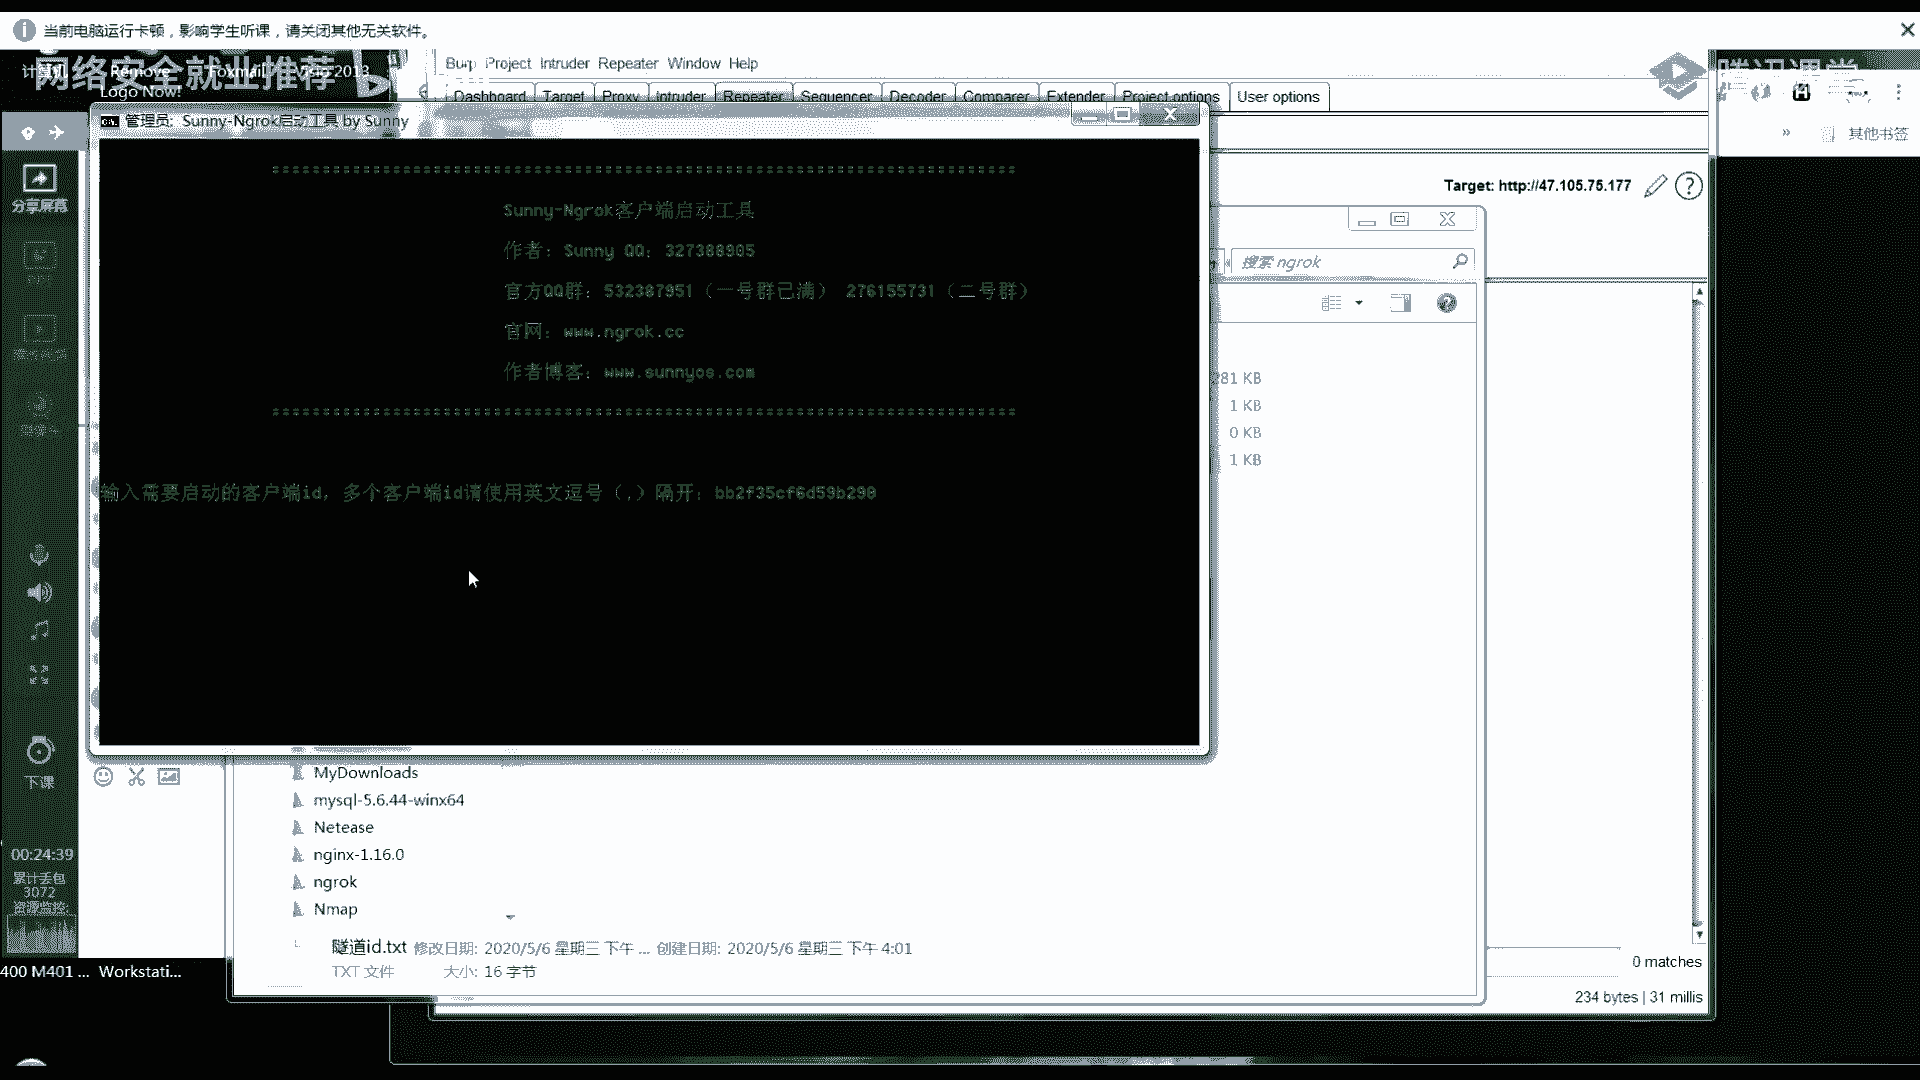 当前电脑运行卡顿，影响学生听课，请关闭其他无关软件。
网络安全就业推荐
Logo Now!
Burp Project Intruder Repeater Window Help
Dashboard Target Proxy Intruder Repeater Sequencer Decoder Comparer Extender Project options User options
管理员: Sunny-Ngrok启动工具 by Sunny
其他书签
分享屏幕
Target: http://47.105.75.177
Sunny-Ngrok客户端启动工具
作者: Sunny QQ: 327388905
官方QQ群: 532387951（一号群已满） 276155731（二号群）
官网: www.ngrok.cc
作者博客: www.sunnyos.com
搜索 ngrok
281 KB
1 KB
0 KB
1 KB
输入需要启动的客户端id，多个客户端id请使用英文逗号（,）隔开: bb2f35cf6d59b290
下课
MyDownloads
mysql-5.6.44-winx64
Netease
nginx-1.16.0
ngrok
Nmap
00:24:39
累计丢包
3072
资源监控:
隧道id.txt 修改日期: 2020/5/6 星期三 下午 ... 创建日期: 2020/5/6 星期三 下午 4:01
TXT 文件 大小: 16 字节
400 M401 ... Workstati...
0 matches
234 bytes | 31 millis